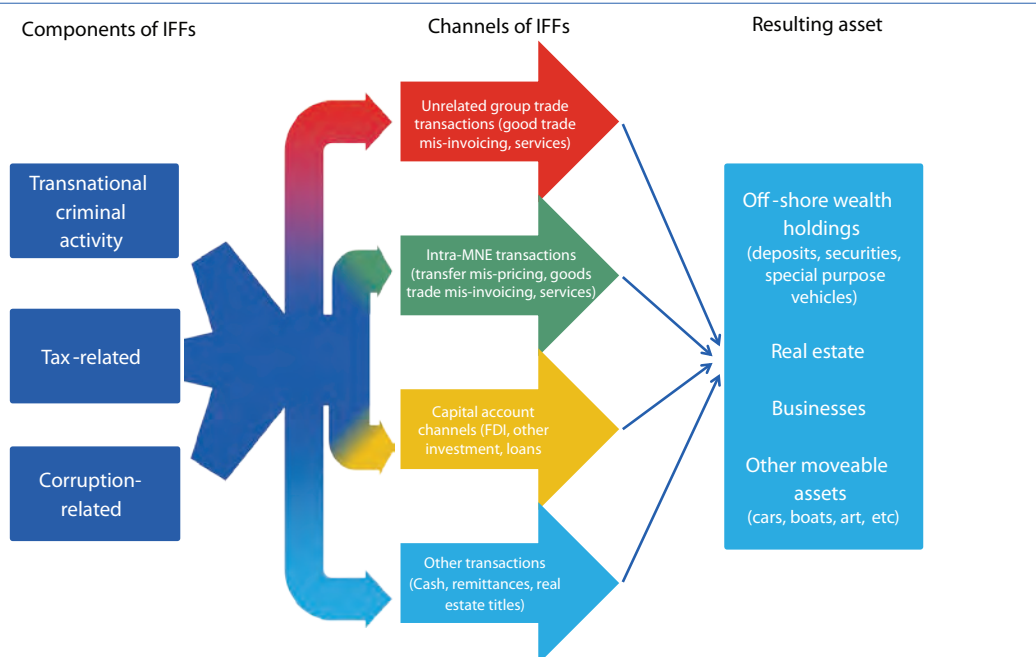 Components of IFFs
Channels of IFFs
Resulting asset
Transnational
criminal
activity
Tax-related
Corruption-
related
Unrelated group trade
transactions (good trade
mis-invoicing, services)
Intra-MNE transactions
(transfer mis-pricing, goods
trade mis-invoicing, services)
Capital account
channels (FDI, other
investment, loans
Other transactions
(Cash, remittances, real
estate titles)
Off-shore wealth
holdings
(deposits, securities,
special purpose
vehicles)
Real estate
Businesses
Other moveable
assets
(cars, boats, art, etc)